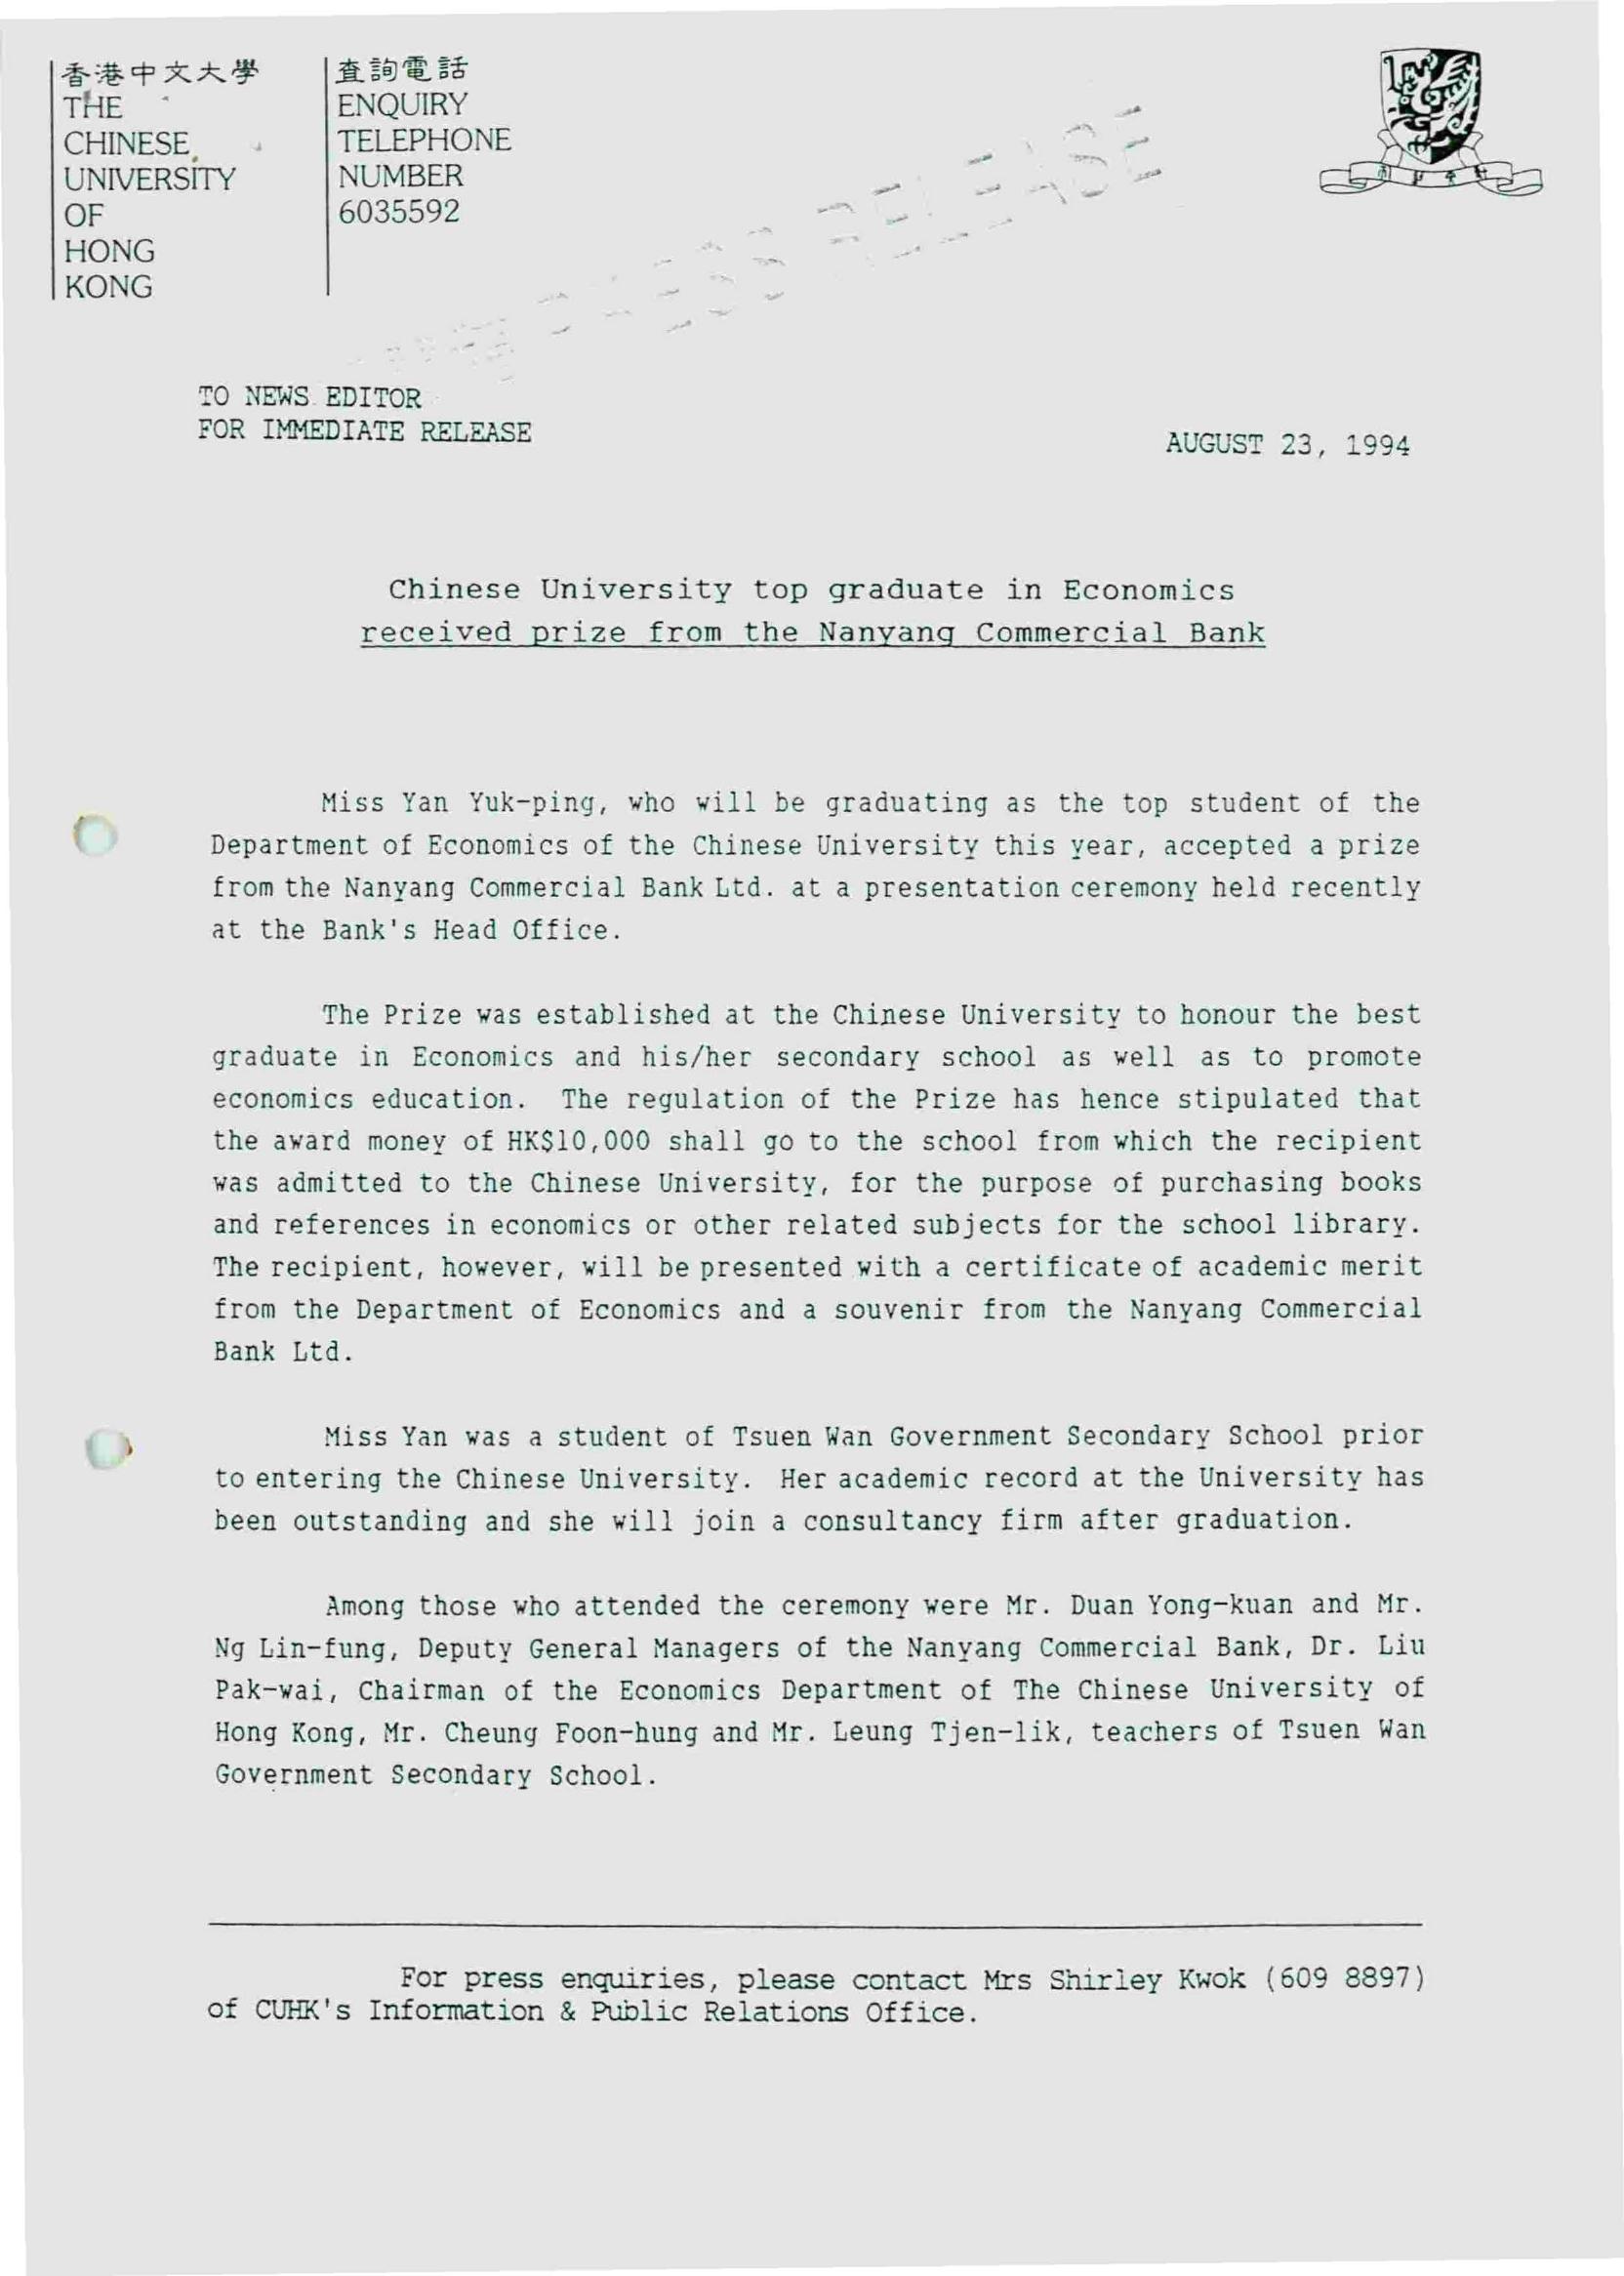 香港中文大學
THE
CHINESE
UNIVERSITY
OF
HONG
KONG
查詢電話
ENQUIRY
TELEPHONE
NUMBER
6035592
PRESS RELEASE
TO NEWS EDITOR
FOR IMMEDIATE RELEASE
AUGUST 23, 1994
Chinese University top graduate in Economics
received prize from the Nanyang Commercial Bank
Miss Yan Yuk-ping, who will be graduating as the top student of the
Department of Economics of the Chinese University this year, accepted a prize
from the Nanyang Commercial Bank Ltd. at a presentation ceremony held recently
at the Bank's Head Office.
The Prize was established at the Chinese University to honour the best
graduate in Economics and his/her secondary school as well as to promote
economics education. The regulation of the Prize has hence stipulated that
the award money of HK$10,000 shall go to the school from which the recipient
was admitted to the Chinese University, for the purpose of purchasing books
and references in economics or other related subjects for the school library.
The recipient, however, will be presented with a certificate of academic merit
from the Department of Economics and a souvenir from the Nanyang Commercial
Bank Ltd.
Miss Yan was a student of Tsuen Wan Government Secondary School prior
to entering the Chinese University. Her academic record at the University has
been outstanding and she will join a consultancy firm after graduation.
Among those who attended the ceremony were Mr. Duan Yong-kuan and Mr.
Ng Lin-fung, Deputy General Managers of the Nanyang Commercial Bank, Dr. Liu
Pak-wai, Chairman of the Economics Department of The Chinese University of
Hong Kong, Mr. Cheung Foon-hung and Mr. Leung Tjen-lik, teachers of Tsuen Wan
Government Secondary School.
For press enquiries, please contact Mrs Shirley Kwok (609 8897)
of CUHK's Information & Public Relations Office.